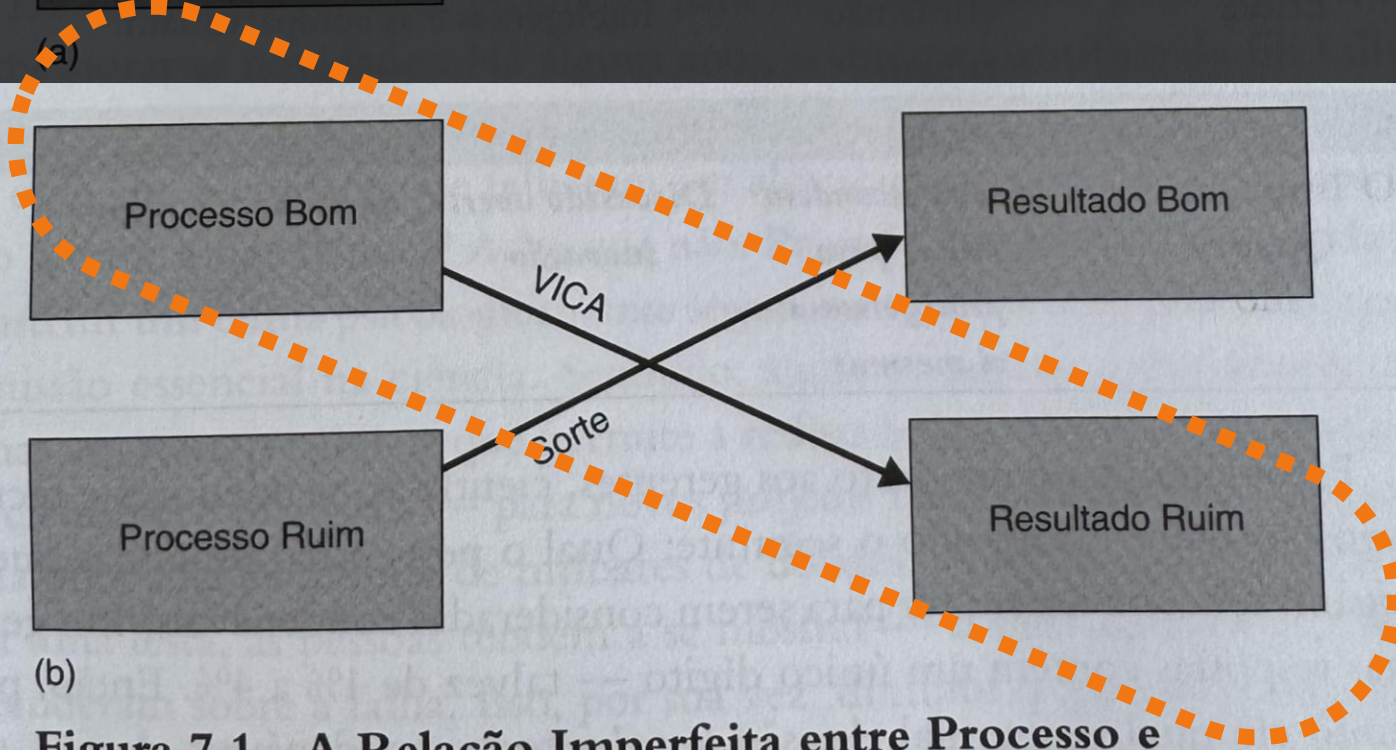 (a)
Processo Bom
Resultado Bom
VICA
Sorte
Processo Ruim
Resultado Ruim
(b)
Figura 7.1 A Relação Imperfeita entre Processo e